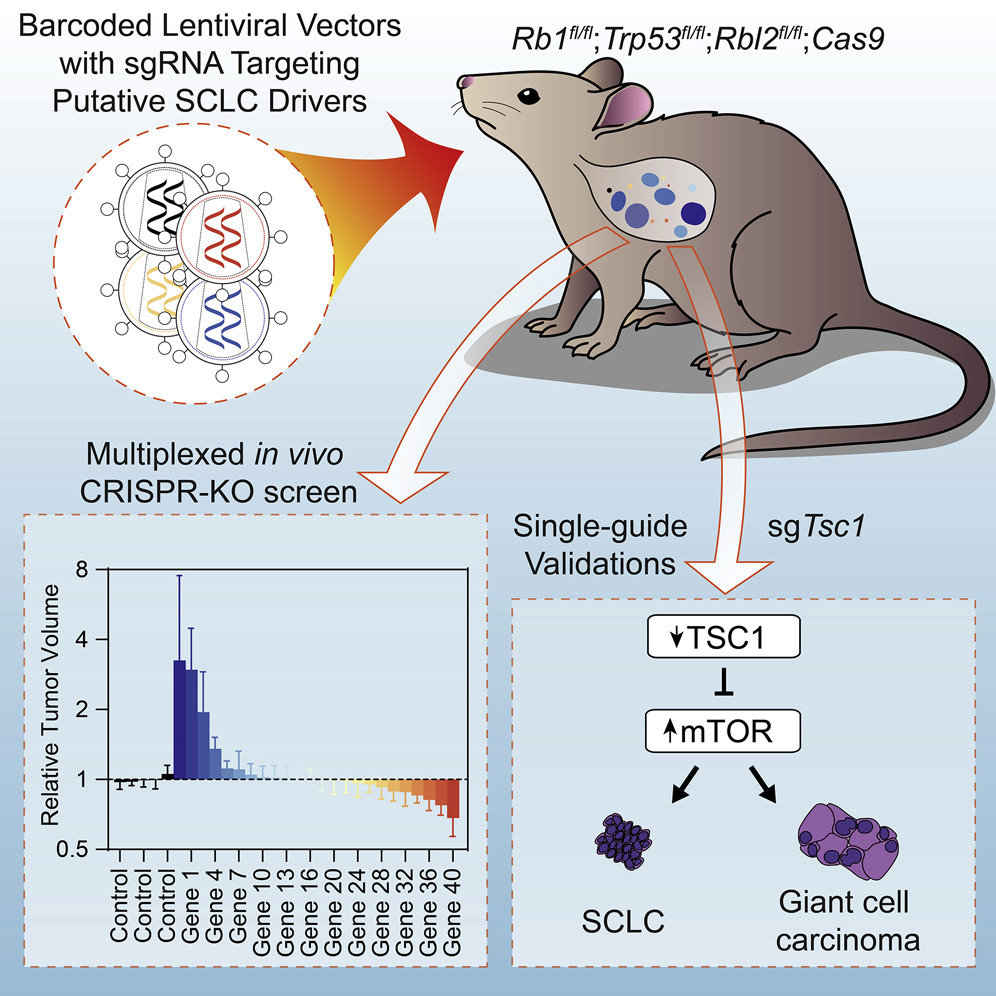 Barcoded Lentiviral Vectors
with sgRNA Targeting
Putative SCLC Drivers
Rb1fl/fl;Trp53fl/fl;Rbl2fl/fl;Cas9
Multiplexed in vivo
CRISPR-KO screen
Relative Tumor Volume
8
4
2
1
0.5
Control
Control
Control
Gene 1
Gene 4
Gene 7
Gene 10
Gene 13
Gene 16
Gene 20
Gene 24
Gene 28
Gene 32
Gene 36
Gene 40
Single-guide
Validations
sgTsc1
↓TSC1
↑mTOR
SCLC
Giant cell
carcinoma